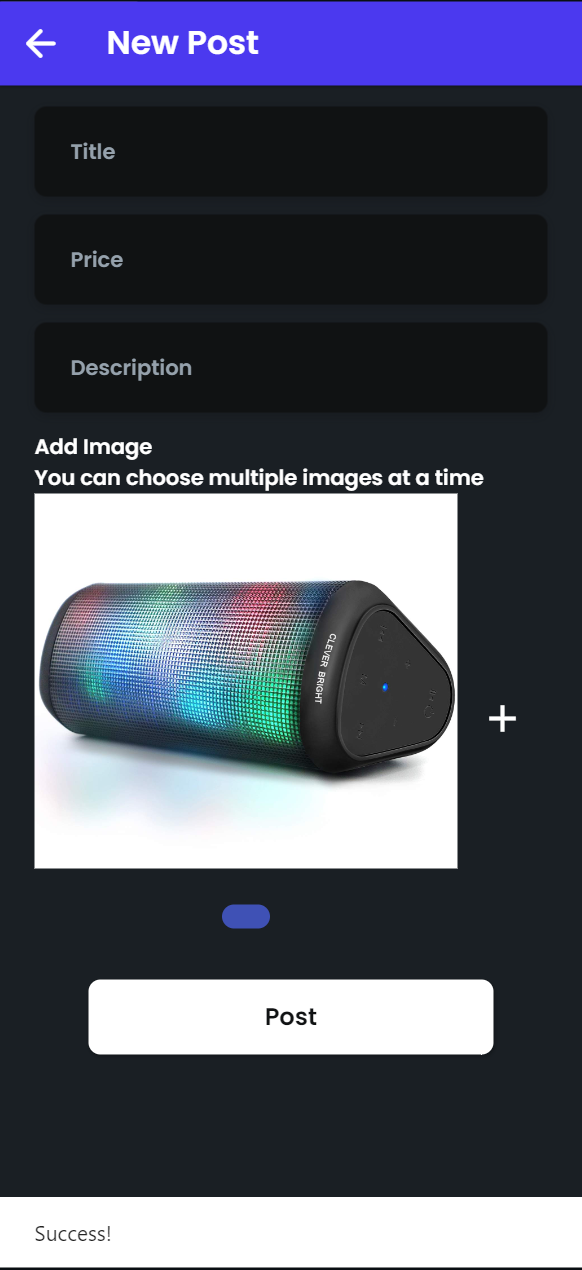 New Post
Title
Price
Description
Add Image
You can choose multiple images at a time
CLEVER BRIGHT
Post
Success!